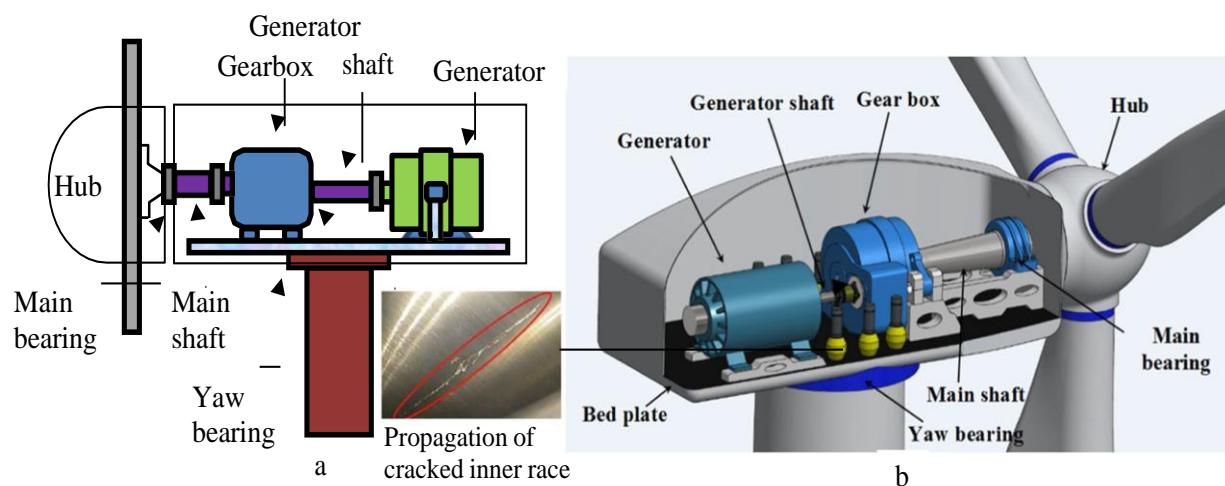 Generator
Gearbox
shaft
Generator
Hub
Main
bearing
Main
shaft
Yaw
bearing
a
Propagation of
cracked inner race
Generator
Generator shaft
Gear box
Hub
Main
bearing
Main shaft
Bed plate
Yaw bearing
b